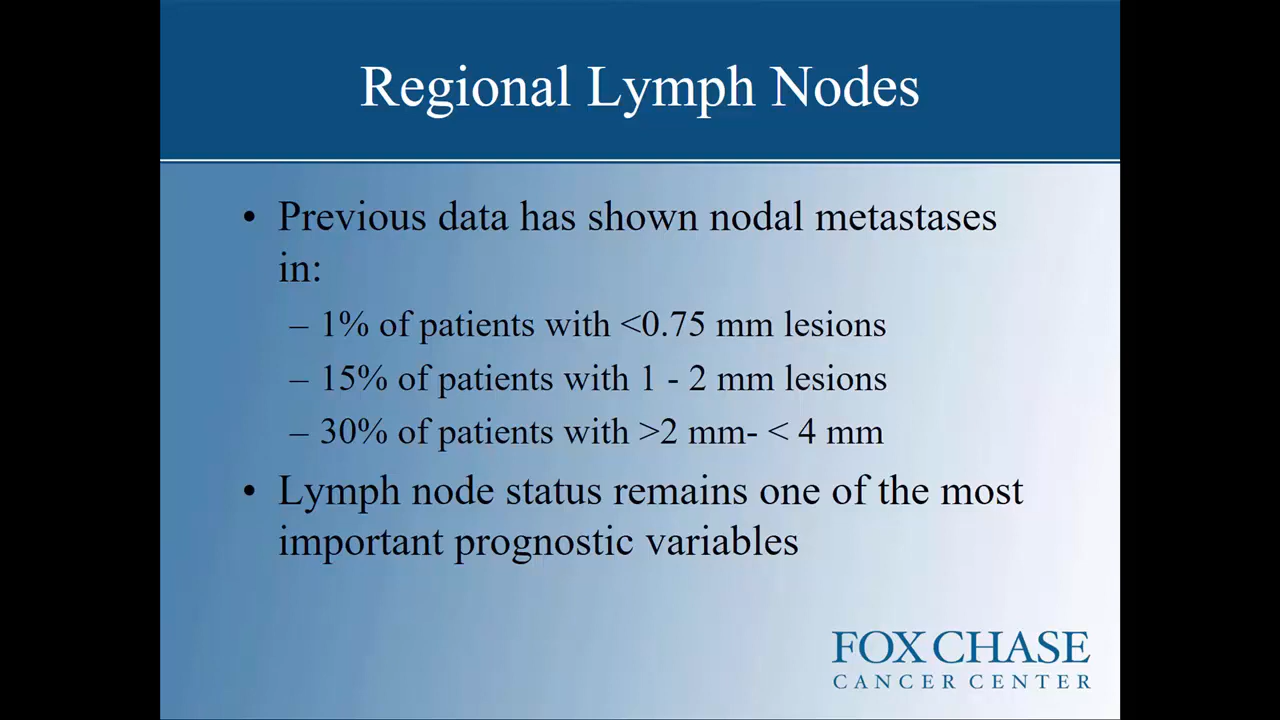 Regional Lymph Nodes
• Previous data has shown nodal metastases
in:
– 1% of patients with <0.75 mm lesions
– 15% of patients with 1 - 2 mm lesions
– 30% of patients with >2 mm- < 4 mm
• Lymph node status remains one of the most
important prognostic variables
FOX CHASE
CANCER CENTER